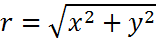 r = √(x² + y²)